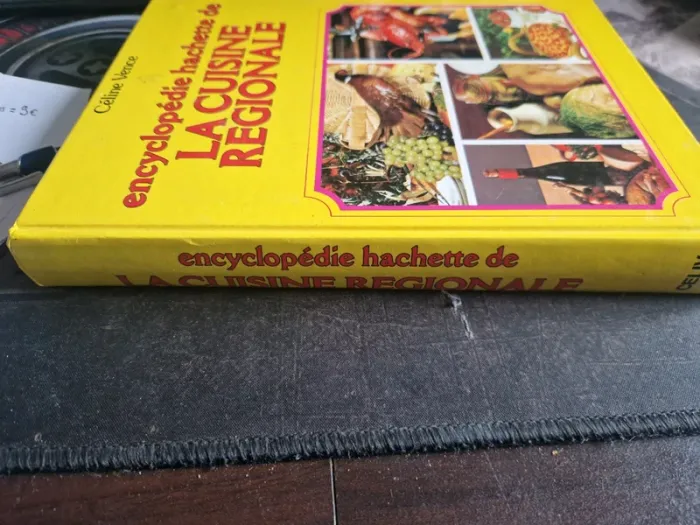 Céline Vence
encyclopédie hachette de
LA CUISINE
REGIONALE
encyclopédie hachette de
LA CUISINE REGIONALE